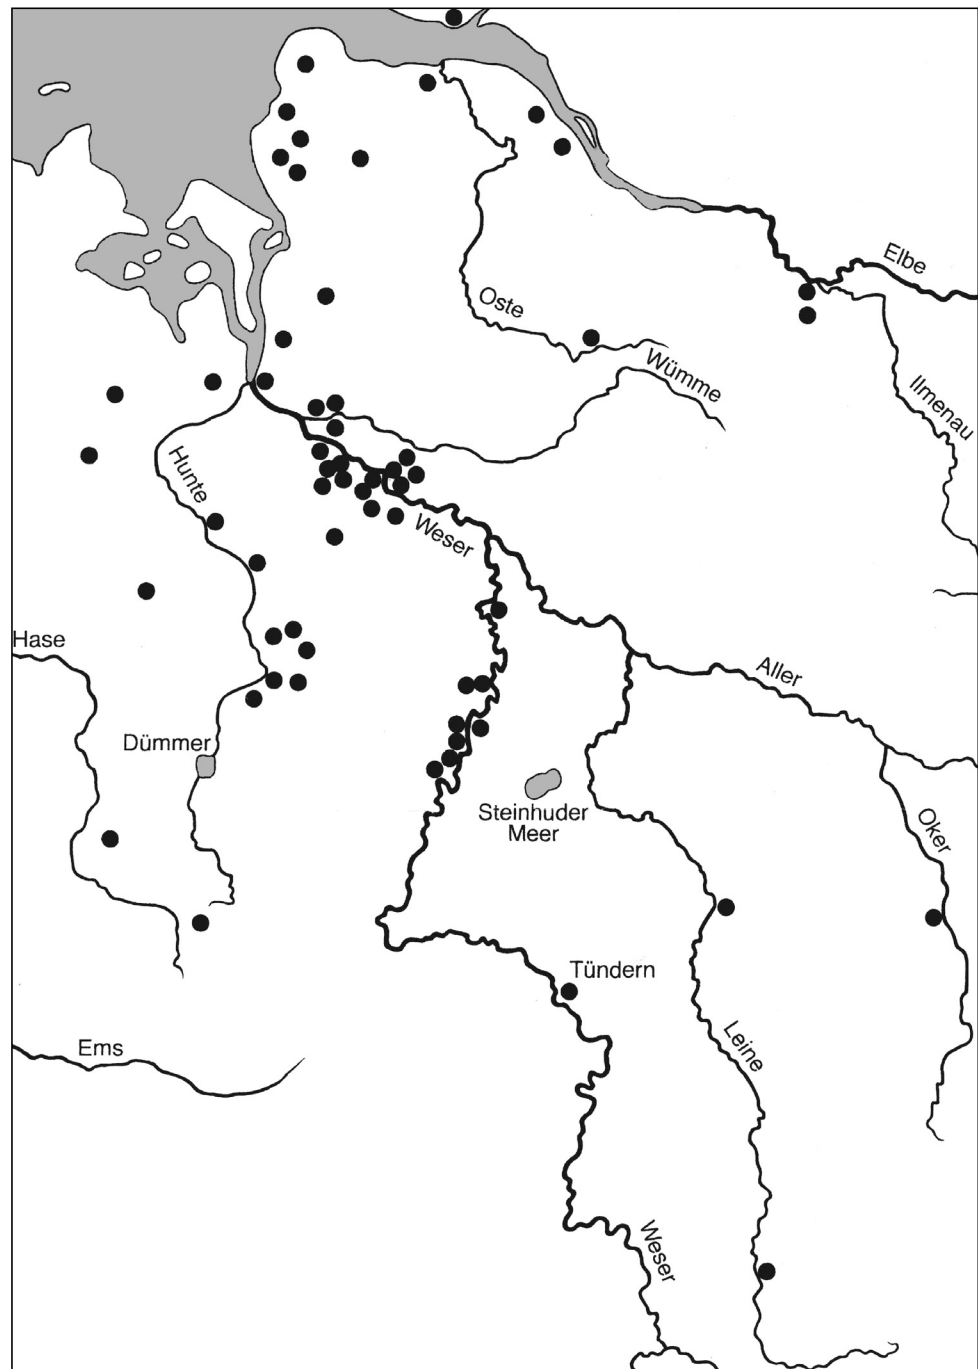 Elbe
Oste
Wümme
Ilmenau
Hunte
Weser
Hase
Aller
Dümmer
Steinhuder
Meer
Oker
Tündern
Ems
Leine
Weser